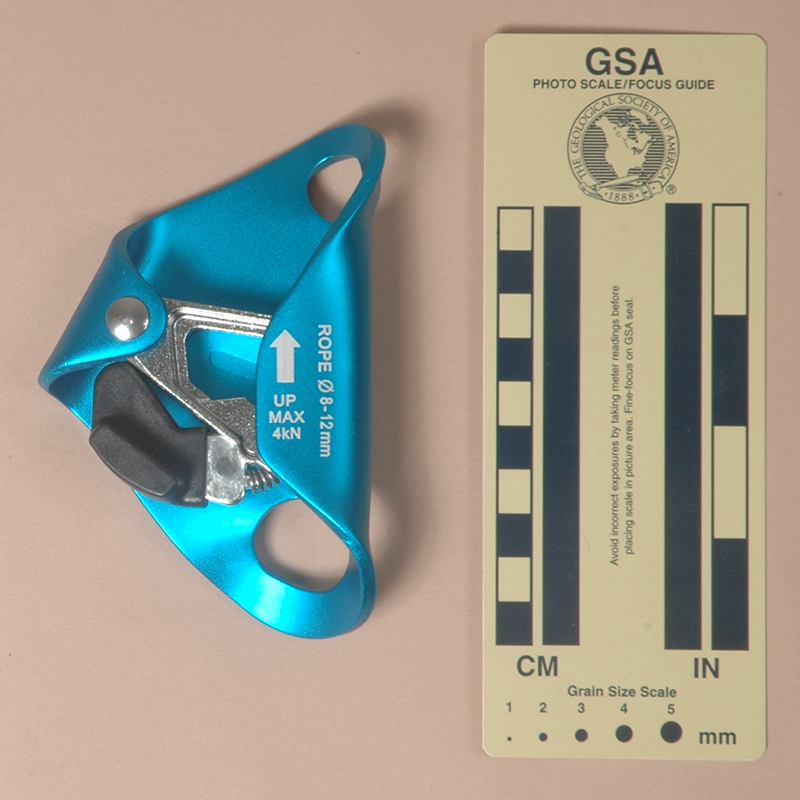 UP
MAX
4kN
ROPE Ø 8-12mm
GSA
PHOTO SCALE/FOCUS GUIDE
THE GEOLOGICAL SOCIETY OF AMERICA
·1888·
®
Avoid incorrect exposures by taking meter readings before
placing scale in picture area. Fine-focus on GSA seal.
CM
IN
Grain Size Scale
1 2 3 4 5
mm